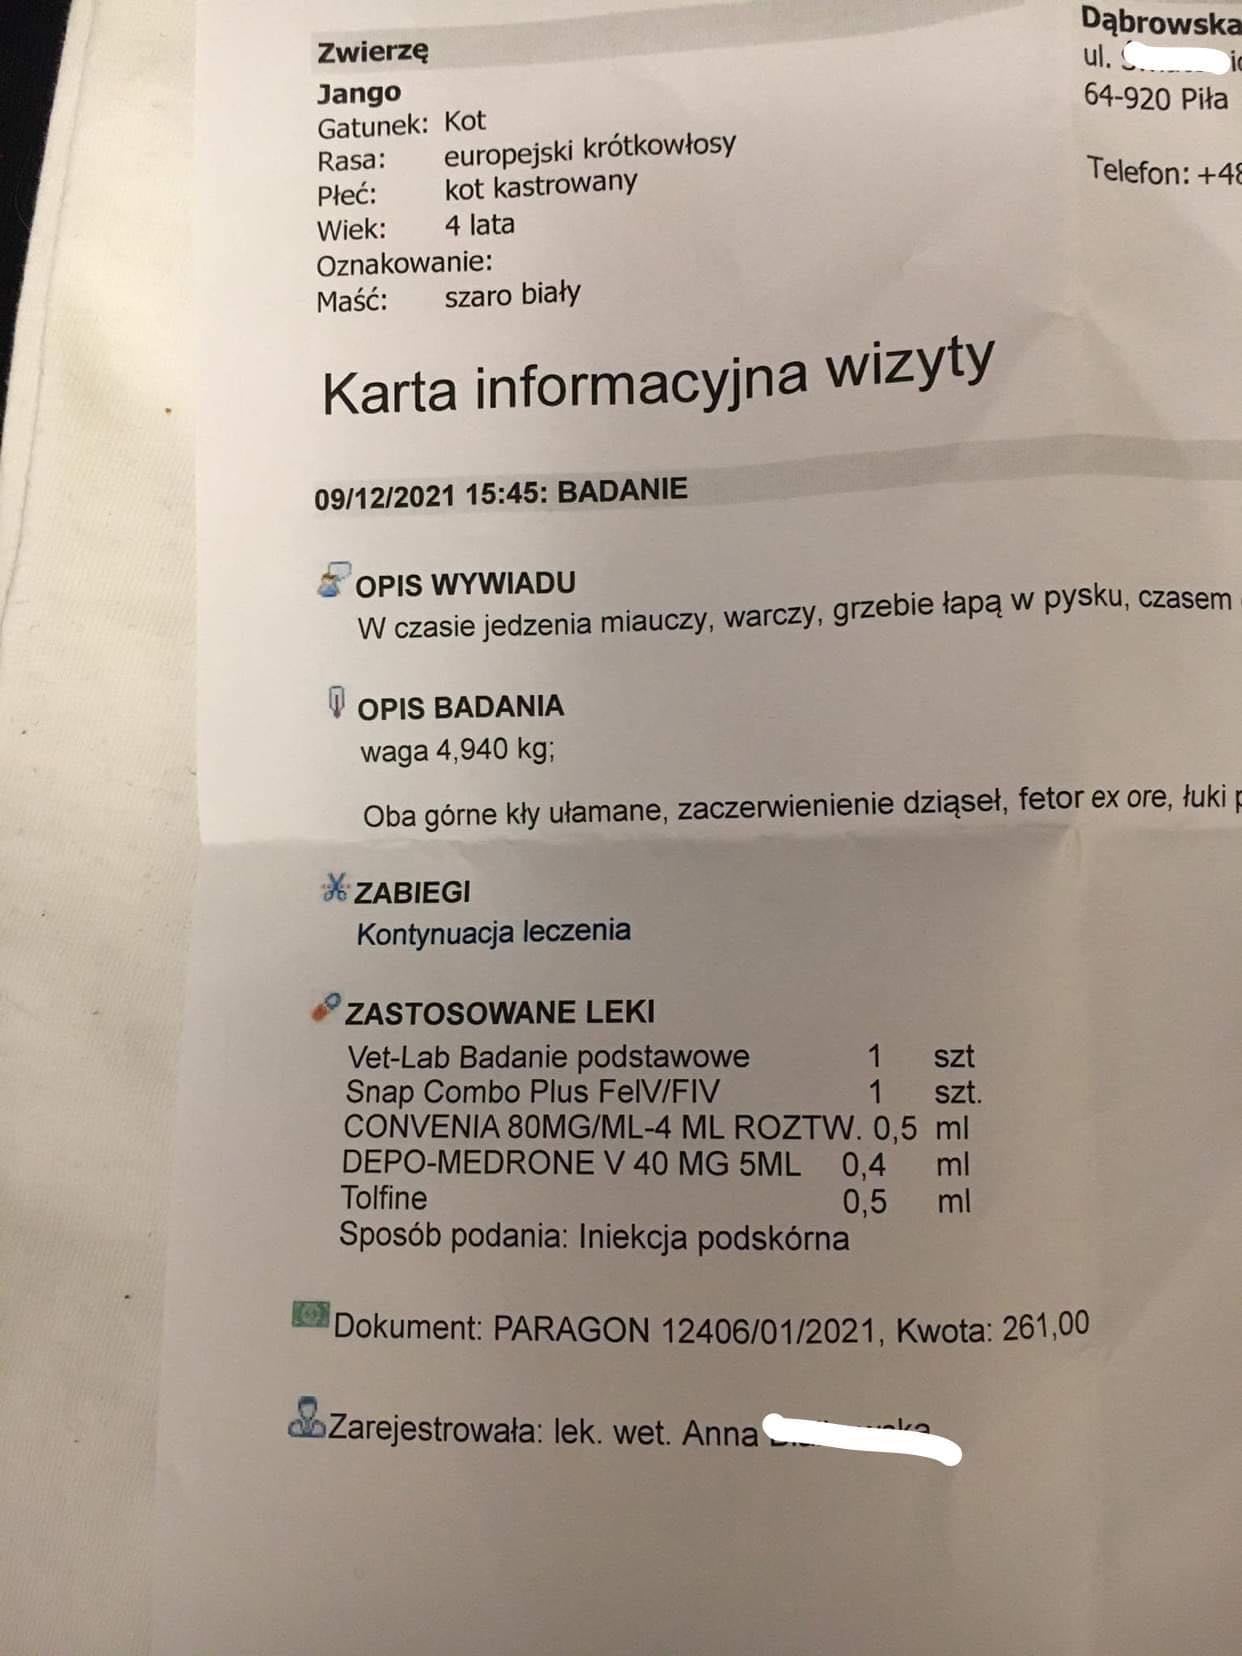 Zwierzę
Jango
Gatunek: Kot
Rasa: europejski krótkowłosy
Płeć: kot kastrowany
Wiek: 4 lata
Oznakowanie:
Maść: szaro biały
Dąbrowska
ul.
64-920 Piła
Telefon: +48
Karta informacyjna wizyty
09/12/2021 15:45: BADANIE
OPIS WYWIADU
W czasie jedzenia miauczy, warczy, grzebie łapą w pysku, czasem
OPIS BADANIA
waga 4,940 kg;
Oba górne kły ułamane, zaczerwienienie dziąseł, fetor ex ore, łuki
ZABIEGI
Kontynuacja leczenia
ZASTOSOWANE LEKI
Vet-Lab Badanie podstawowe 1 szt
Snap Combo Plus FelV/FIV 1 szt.
CONVENIA 80MG/ML-4 ML ROZTW. 0,5 ml
DEPO-MEDRONE V 40 MG 5ML 0,4 ml
Tolfine 0,5 ml
Sposób podania: Iniekcja podskórna
Dokument: PARAGON 12406/01/2021, Kwota: 261,00
Zarejestrowała: lek. wet. Anna